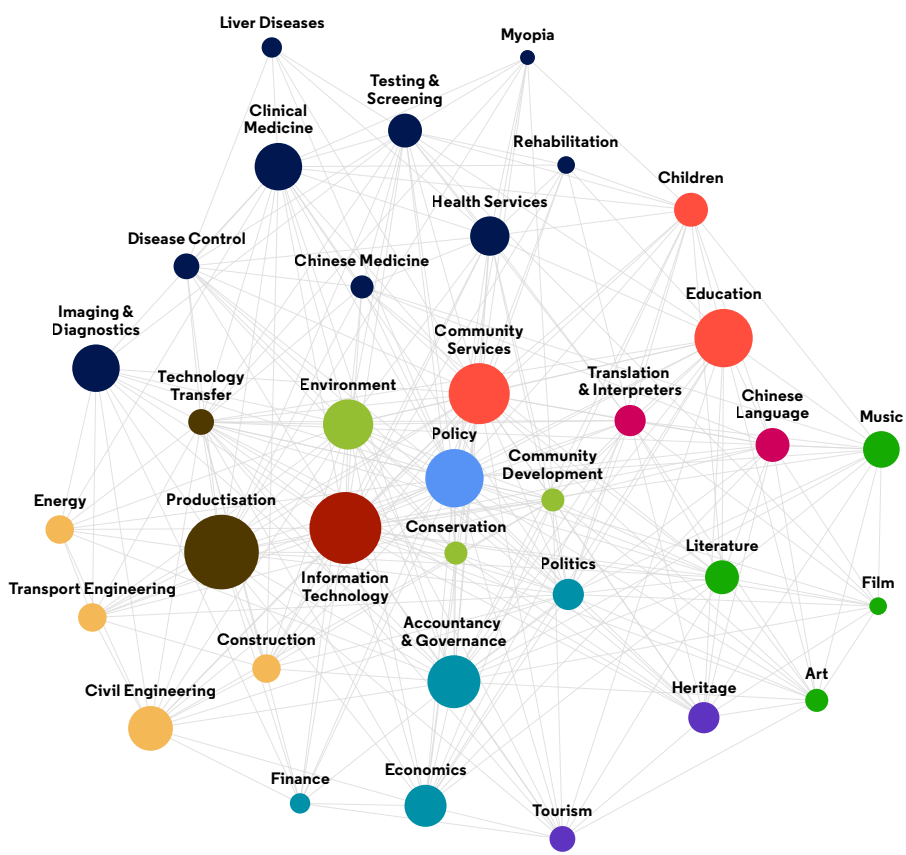 Liver Diseases
Myopia
Testing &
Screening
Clinical
Medicine
Rehabilitation
Children
Health Services
Disease Control
Chinese Medicine
Education
Imaging &
Diagnostics
Community
Services
Translation
& Interpreters
Technology
Transfer
Environment
Chinese
Language
Music
Policy
Community
Development
Energy
Productisation
Conservation
Literature
Politics
Information
Technology
Film
Transport Engineering
Accountancy
& Governance
Construction
Art
Heritage
Civil Engineering
Finance
Economics
Tourism